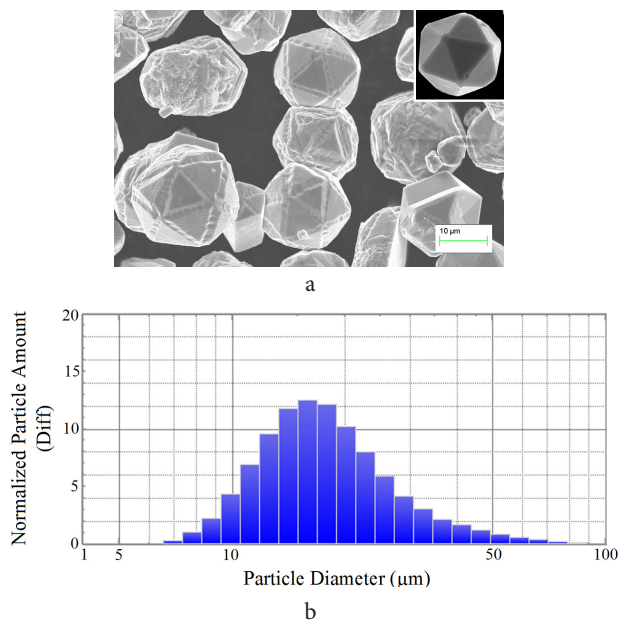 10 µm
a
Normalized Particle Amount
(Diff)
20
15
10
5
0
1 5 10 50 100
Particle Diameter (µm)
b